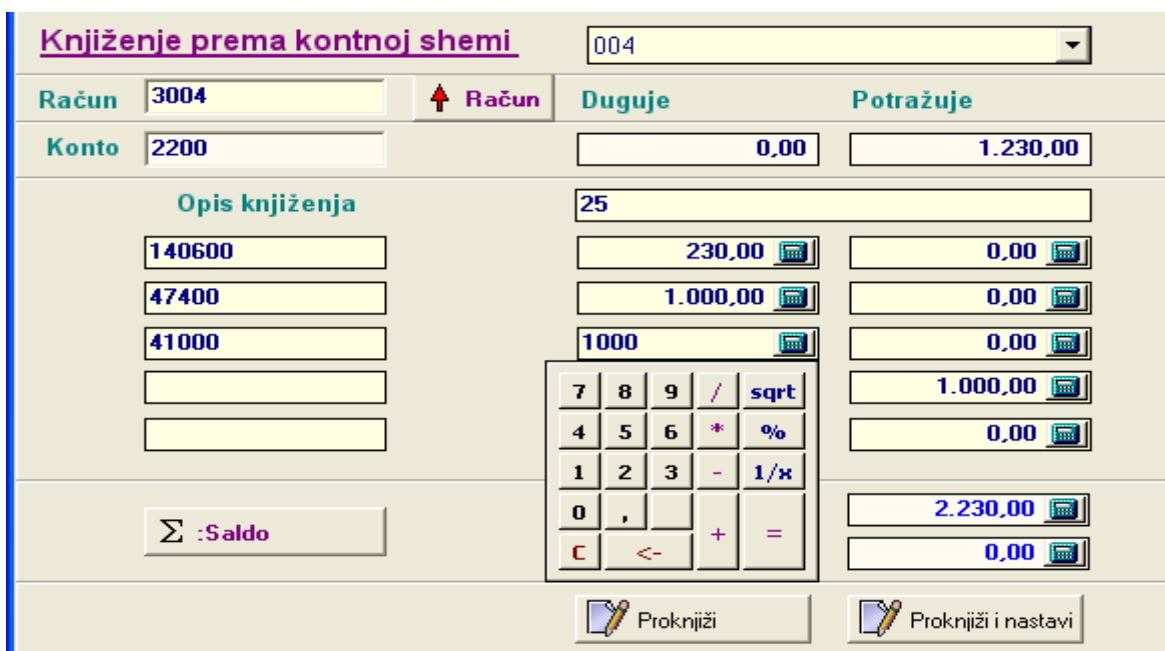 Knjiženje prema kontnoj shemi 004
Račun 3004 Račun Duguje Potražuje
Konto 2200 0,00 1.230,00
Opis knjiženja 25
140600 230,00 0,00
47400 1.000,00 0,00
41000 1000 0,00
7 8 9 / sqrt 1.000,00
4 5 6 * % 0,00
1 2 3 - 1/x
0 , + = 2.230,00
Σ :Saldo
C <- 0,00
Proknjiži Proknjiži i nastavi